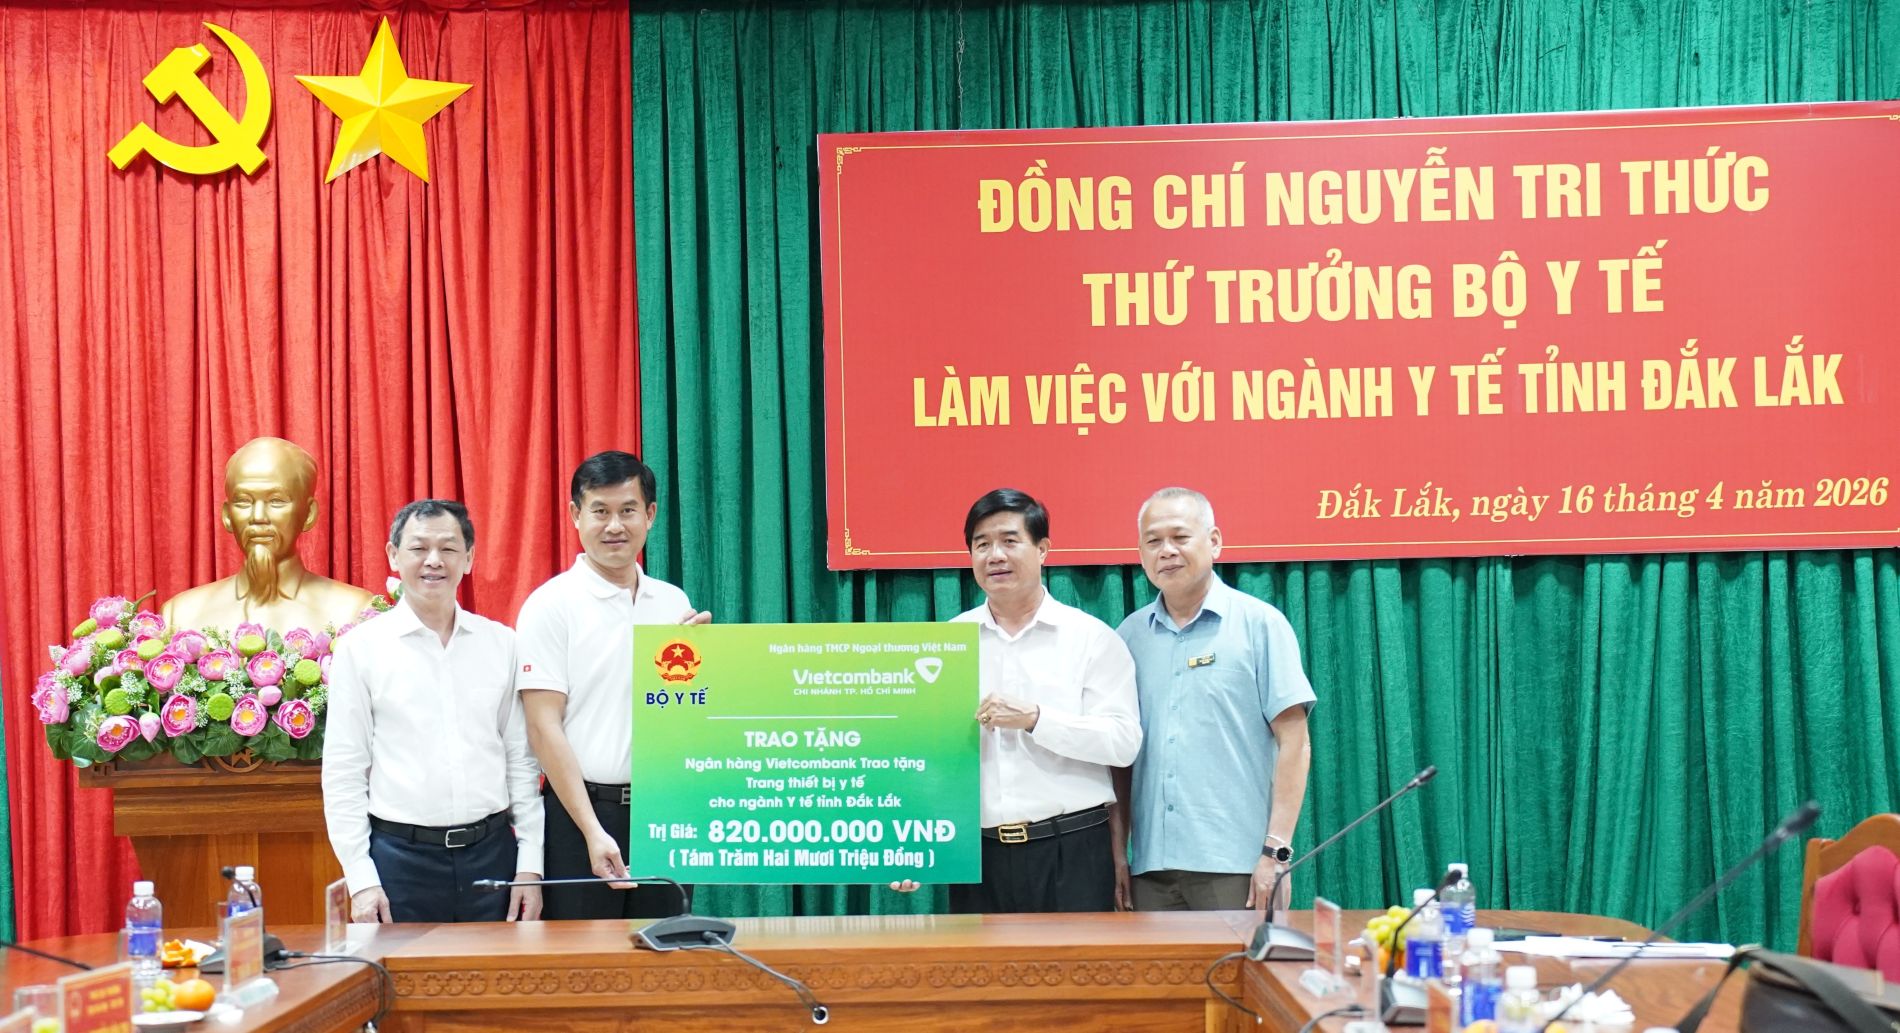 ĐỒNG CHÍ NGUYỄN TRI THỨC
THỨ TRƯỞNG BỘ Y TẾ
LÀM VIỆC VỚI NGÀNH Y TẾ TỈNH ĐẮK LẮK
Đắk Lắk, ngày 16 tháng 4 năm 2026
BỘ Y TẾ
Ngân hàng TMCP Ngoại thương Việt Nam
Vietcombank
CHI NHÁNH TP. HỒ CHÍ MINH
TRAO TẶNG
Ngân hàng Vietcombank Trao tặng
Trang thiết bị y tế
cho ngành Y tế tỉnh Đắk Lắk
Trị Giá: 820.000.000 VNĐ
( Tám Trăm Hai Mươi Triệu Đồng )